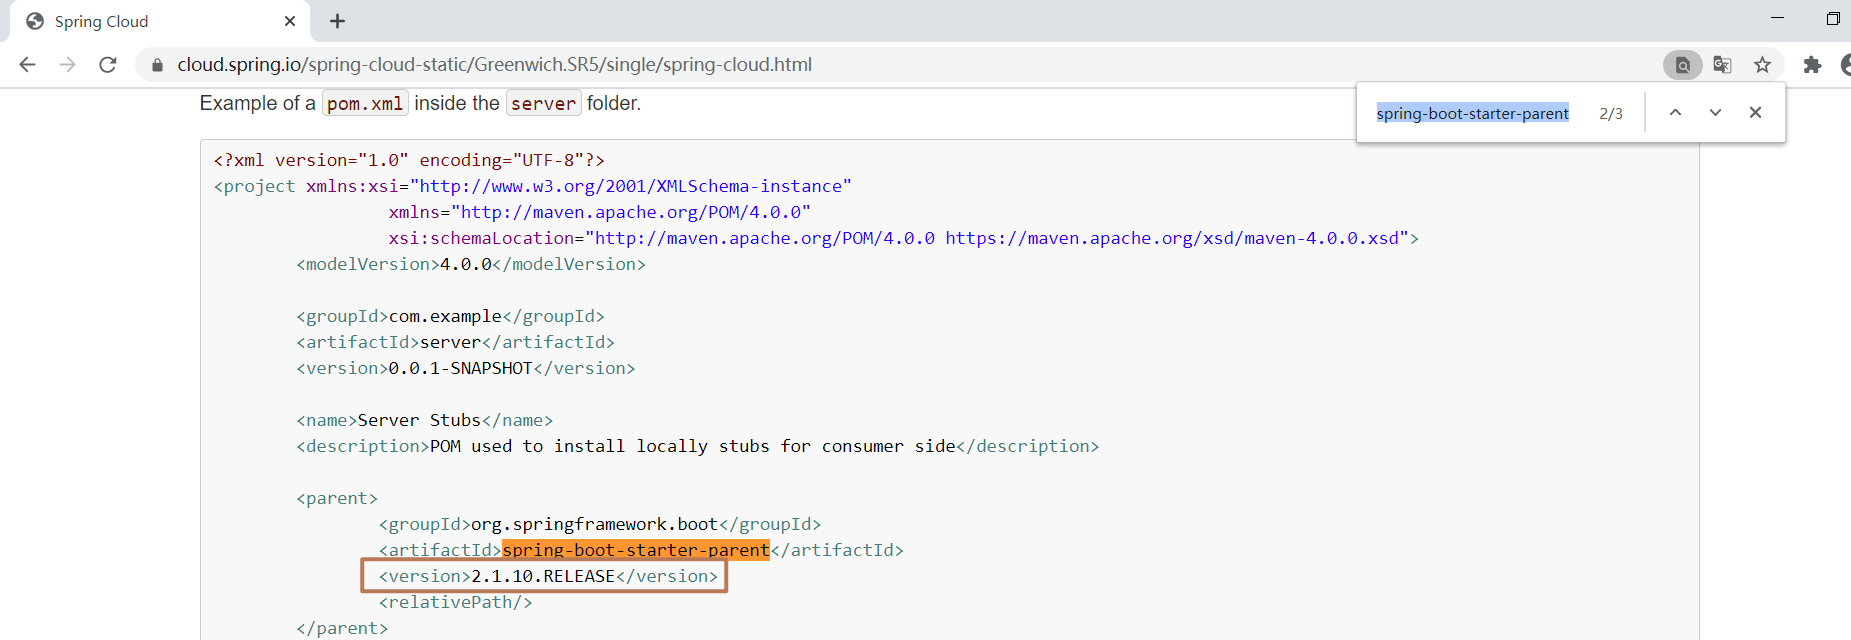 Spring Cloud
cloud.spring.io/spring-cloud-static/Greenwich.SR5/single/spring-cloud.html
spring-boot-starter-parent 2/3
Example of a pom.xml inside the server folder.
<?xml version="1.0" encoding="UTF-8"?>
<project xmlns:xsi="http://www.w3.org/2001/XMLSchema-instance"
xmlns="http://maven.apache.org/POM/4.0.0"
xsi:schemaLocation="http://maven.apache.org/POM/4.0.0 https://maven.apache.org/xsd/maven-4.0.0.xsd">
<modelVersion>4.0.0</modelVersion>
<groupId>com.example</groupId>
<artifactId>server</artifactId>
<version>0.0.1-SNAPSHOT</version>
<name>Server Stubs</name>
<description>POM used to install locally stubs for consumer side</description>
<parent>
<groupId>org.springframework.boot</groupId>
<artifactId>spring-boot-starter-parent</artifactId>
<version>2.1.10.RELEASE</version>
<relativePath/>
</parent>